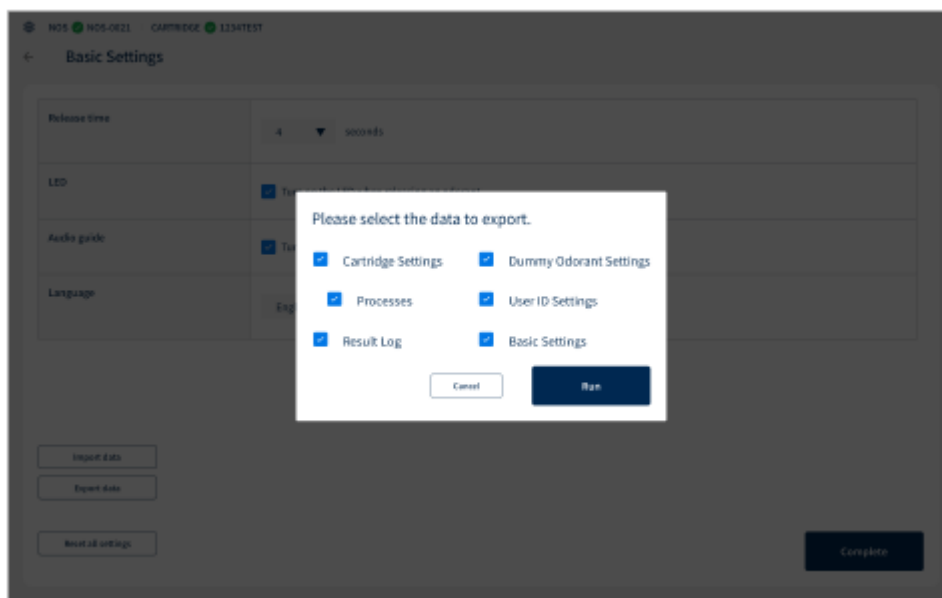 NOS NOS-0021 CARTRIDGE 1234TEST
Basic Settings
Release time
4 seconds
LED
Audio guide
Language
Please select the data to export.
Cartridge Settings Dummy Odorant Settings
Processes User ID Settings
Result Log Basic Settings
Cancel Run
Import data
Export data
Reset all settings
Complete